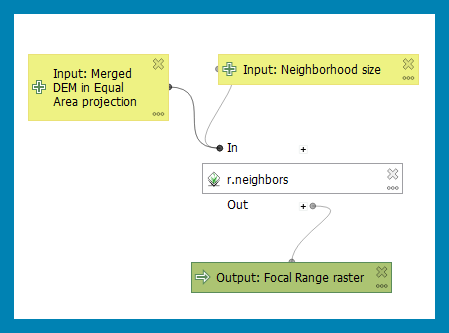 Input: Merged
DEM in Equal
Area projection
Input: Neighborhood size
In
+
r.neighbors
Out
+
Output: Focal Range raster